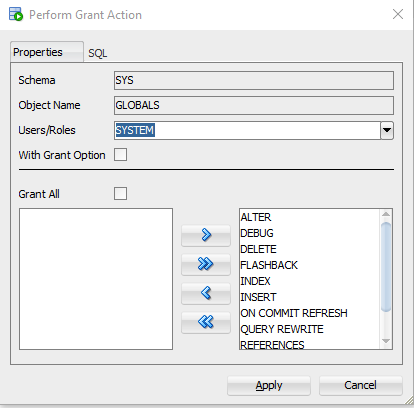 Perform Grant Action
Properties
SQL
Schema
SYS
Object Name
GLOBALS
Users/Roles
SYSTEM
With Grant Option
Grant All
ALTER
DEBUG
DELETE
FLASHBACK
INDEX
INSERT
ON COMMIT REFRESH
QUERY REWRITE
REFERENCES
Apply
Cancel